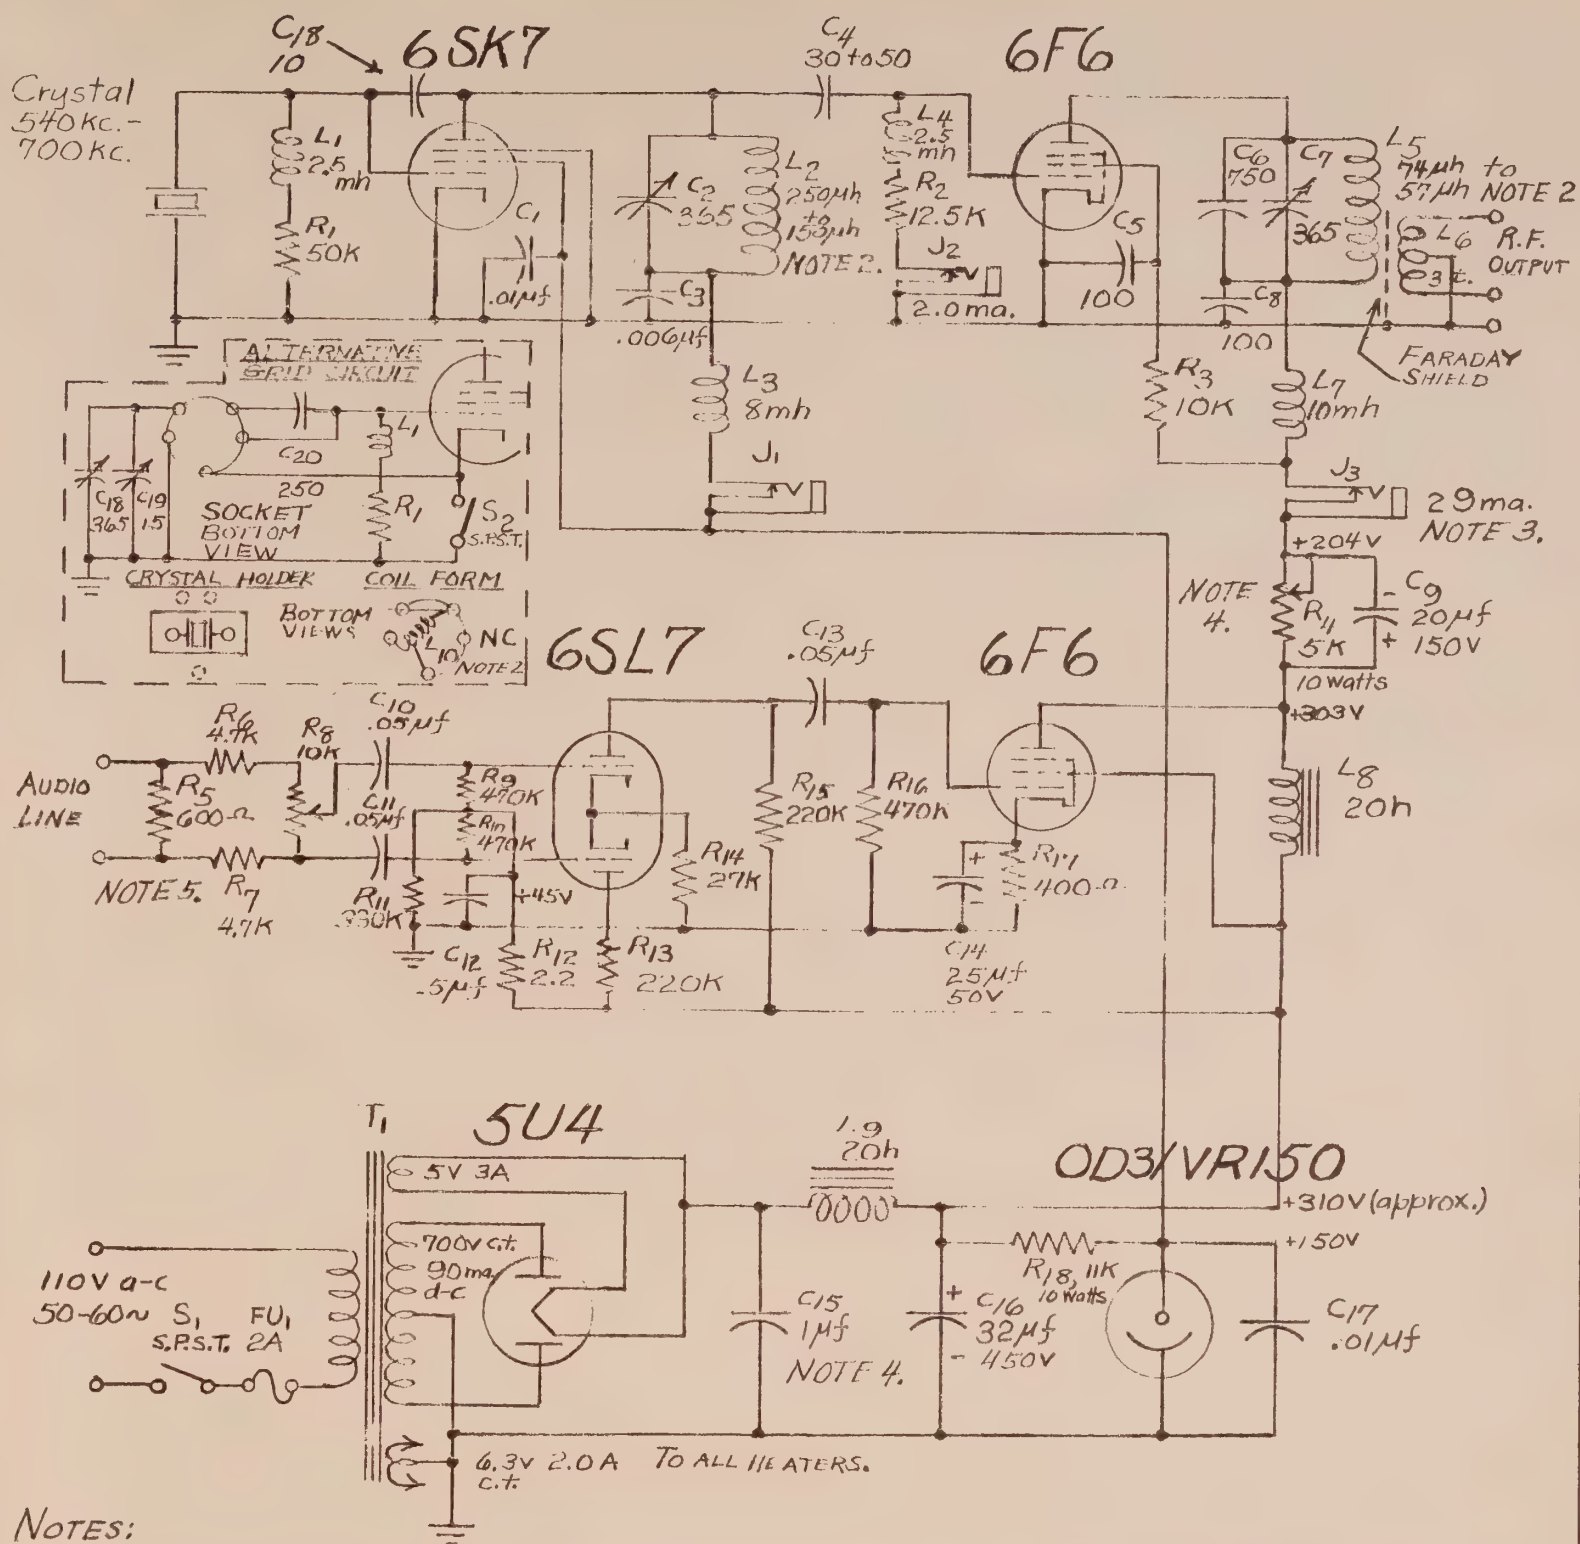 C18
10
6SK7
C4
30 to 50
6F6
Crystal
540 KC.-
700 KC.
L1
2.5
mh
R1
50K
C1
.01µf
C2
365
L2
250µh
to
153µh
NOTE 2.
C3
.006µf
L4
2.5
mh
R2
12.5K
J2
2.0 ma.
C5
100
C6
750
C7
365
L5
74µh to
57µh
NOTE 2
L6
3 t.
R.F.
OUTPUT
C8
100
FARADAY
SHIELD
ALTERNATIVE
GRID CIRCUIT
L1
C20
250
C18
365
C19
15
SOCKET
BOTTOM
VIEW
R1
S2
S.P.S.T.
CRYSTAL HOLDER
COIL FORM
BOTTOM
VIEWS
L10
NC
NOTE 2
L3
8mh
J1
R3
10K
L7
10mh
J3
29 ma.
NOTE 3.
+204V
NOTE
4.
R4
5K
10 watts
- C9
20µf
+ 150V
+303V
6SL7
C13
.05µf
6F6
L8
20h
AUDIO
LINE
NOTE 5.
R5
600Ω
R6
4.7K
R7
4.7K
R8
10K
C10
.05µf
C11
.05µf
R9
470K
R10
470K
R11
330K
C12
.5µf
+45V
R12
2.2
R13
220K
R14
27K
R15
220K
R16
470K
+
-
R17
400Ω
C14
25µf
50V
T1
5U4
5V 3A
700V c.t.
90 ma.
d-c
110V a-c
50-60~
S1
S.P.S.T.
FU1
2A
L9
20h
OD3/VR150
+310V (approx.)
+150V
R18, 11K
10 watts
C15
1µf
NOTE 4.
+ C16
32µf
- 450V
C17
.01µf
6.3V 2.0A TO ALL HEATERS.
c.t.
NOTES: